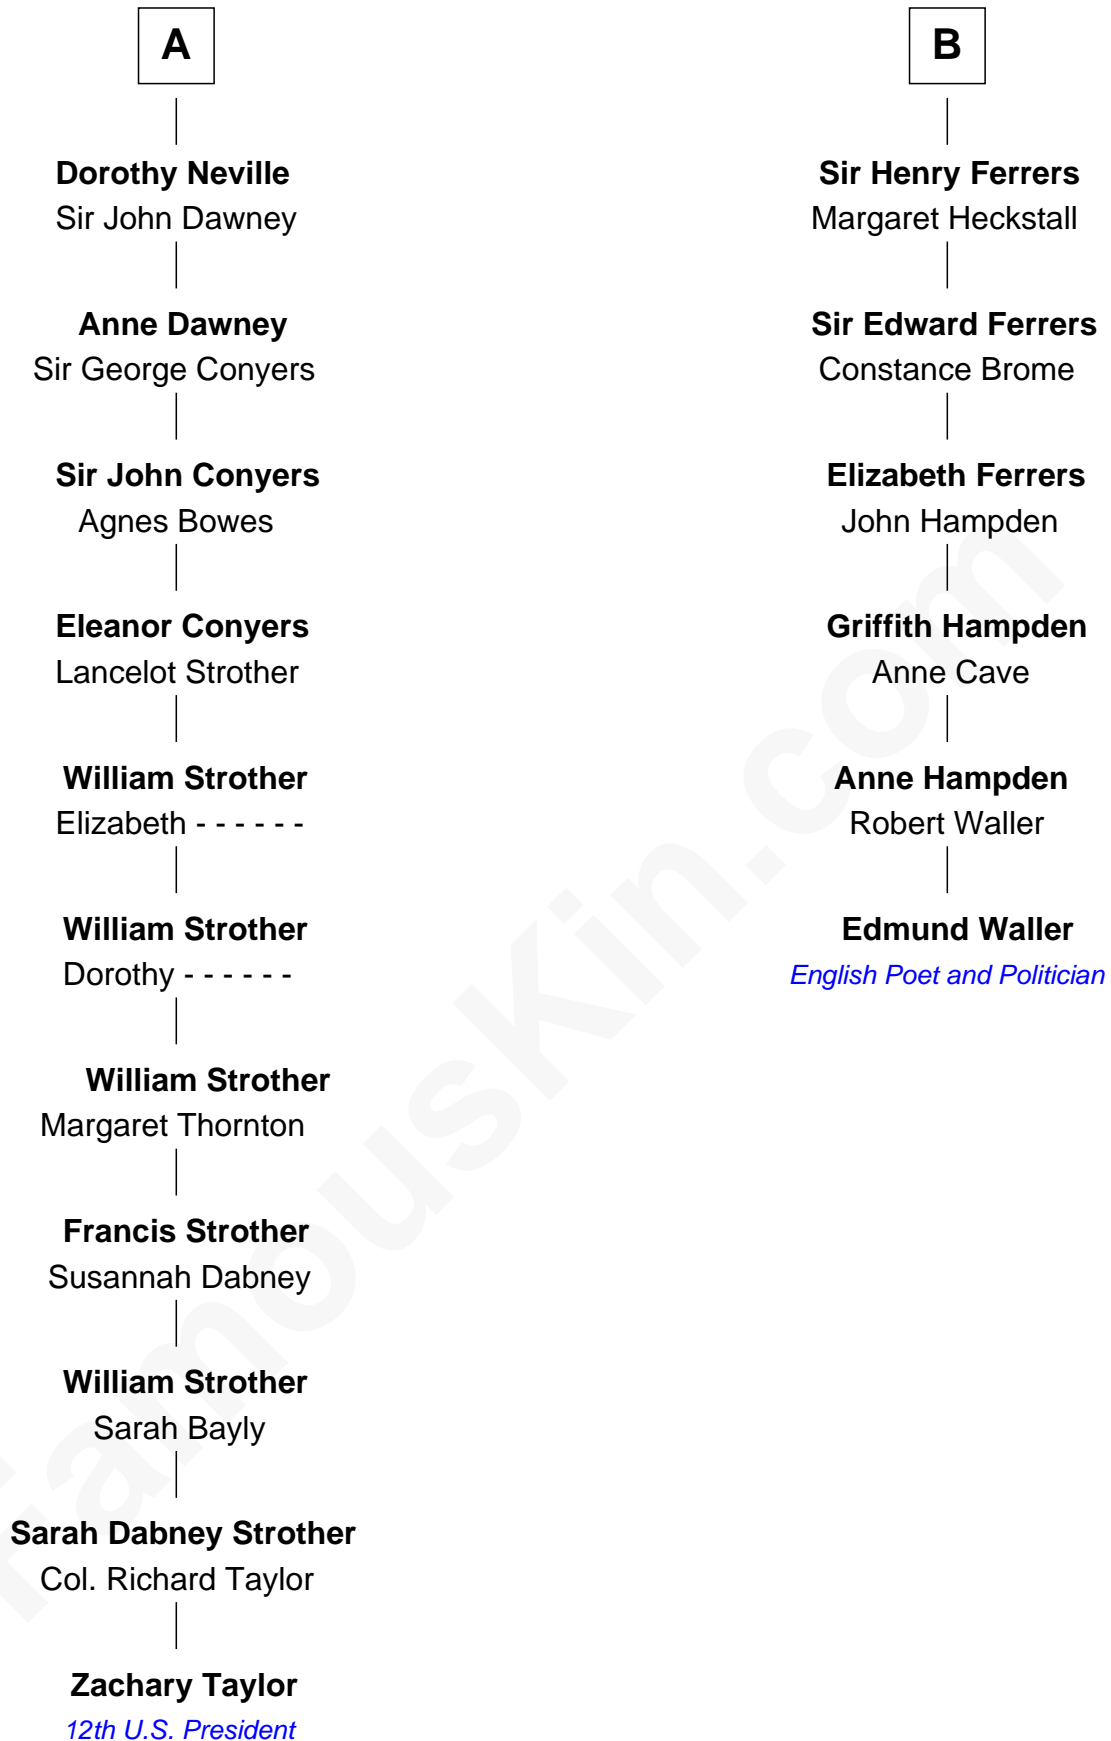 A
Dorothy Neville
Sir John Dawney
Anne Dawney
Sir George Conyers
Sir John Conyers
Agnes Bowes
Eleanor Conyers
Lancelot Strother
William Strother
Elizabeth - - - - - -
William Strother
Dorothy - - - - - -
William Strother
Margaret Thornton
Francis Strother
Susannah Dabney
William Strother
Sarah Bayly
Sarah Dabney Strother
Col. Richard Taylor
Zachary Taylor
12th U.S. President
B
Sir Henry Ferrers
Margaret Heckstall
Sir Edward Ferrers
Constance Brome
Elizabeth Ferrers
John Hampden
Griffith Hampden
Anne Cave
Anne Hampden
Robert Waller
Edmund Waller
English Poet and Politician
FamousKin.com